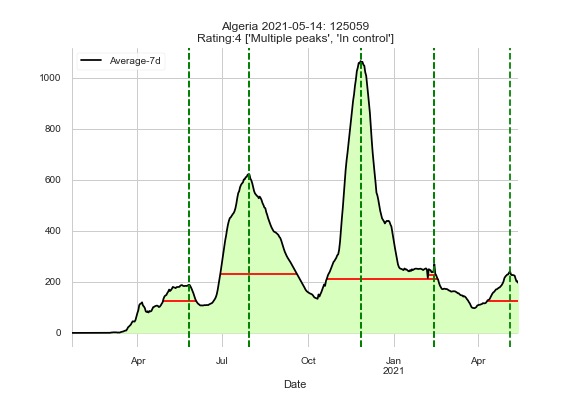 Algeria 2021-05-14: 125059
Rating:4 ['Multiple peaks', 'In control']
Average-7d
1000
800
600
400
200
0
Apr
Jul
Oct
Jan
2021
Apr
Date